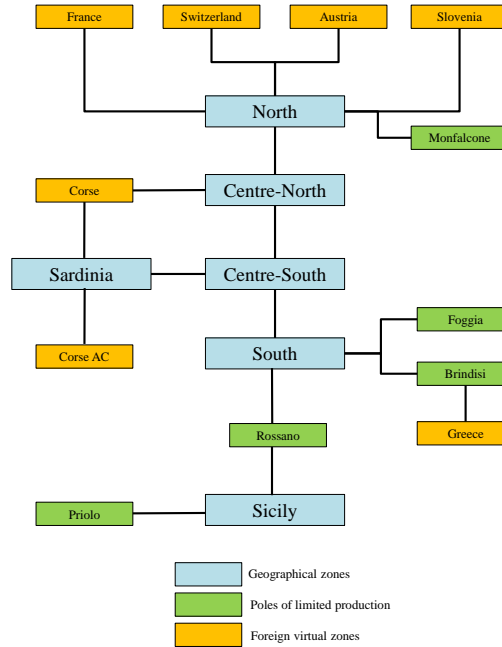 France
Switzerland
Austria
Slovenia
North
Monfalcone
Corse
Centre-North
Sardinia
Centre-South
Foggia
Corse AC
South
Brindisi
Rossano
Greece
Priolo
Sicily
Geographical zones
Poles of limited production
Foreign virtual zones